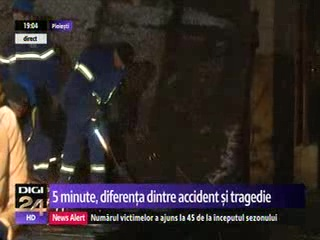 19:04
Ploiești
direct
5 minute, diferența dintre accident și tragedie
DIGI
24
HD
News Alert
Numărul victimelor a ajuns la 45 de la începutul sezonului